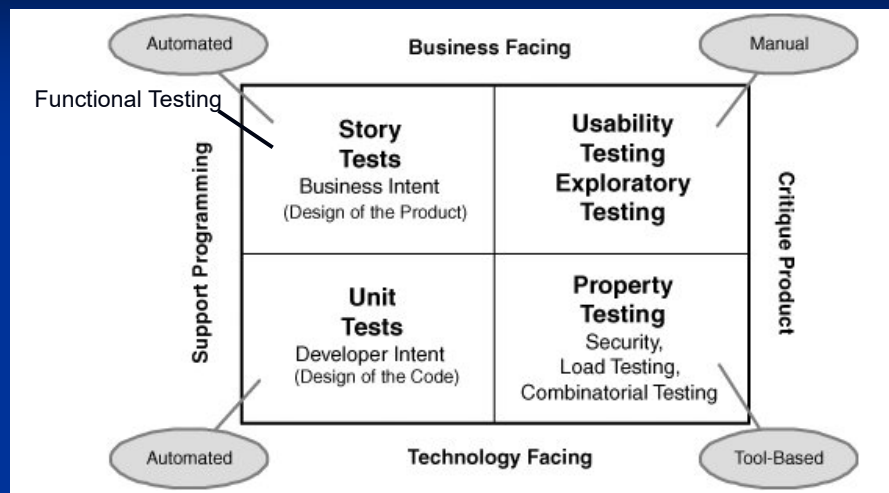 Automated
Business Facing
Manual
Functional Testing
Story
Tests
Business Intent
(Design of the Product)
Usability
Testing
Exploratory
Testing
Support Programming
Critique Product
Unit
Tests
Developer Intent
(Design of the Code)
Property
Testing
Security,
Load Testing,
Combinatorial Testing
Automated
Technology Facing
Tool-Based